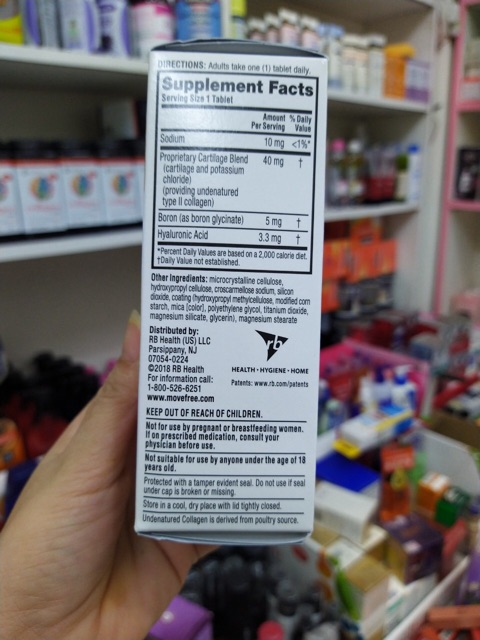 DIRECTIONS: Adults take one (1) tablet daily.
Supplement Facts
Serving Size 1 Tablet
Amount Per Serving % Daily Value
Sodium 10 mg <1%*
Proprietary Cartilage Blend 40 mg †
(cartilage and potassium
chloride)
(providing undenatured
type II collagen)
Boron (as boron glycinate) 5 mg †
Hyaluronic Acid 3.3 mg †
*Percent Daily Values are based on a 2,000 calorie diet.
†Daily Value not established.
Other Ingredients: microcrystalline cellulose,
hydroxypropyl cellulose, croscarmellose sodium, silicon
dioxide, coating (hydroxypropyl methylcellulose, modified corn
starch, mica [color], polyethylene glycol, titanium dioxide,
magnesium silicate, glycerin), magnesium stearate
Distributed by:
RB Health (US) LLC
Parsippany, NJ
07054-0224
©2018 RB Health
For information call:
1-800-526-6251
www.movefree.com
rb
HEALTH • HYGIENE • HOME
Patents: www.rb.com/patents
KEEP OUT OF REACH OF CHILDREN.
Not for use by pregnant or breastfeeding women.
If on prescribed medication, consult your
physician before use.
Not suitable for use by anyone under the age of 18
years old.
Protected with a tamper evident seal. Do not use if seal
under cap is broken or missing.
Store in a cool, dry place with lid tightly closed.
Undenatured Collagen is derived from poultry source.